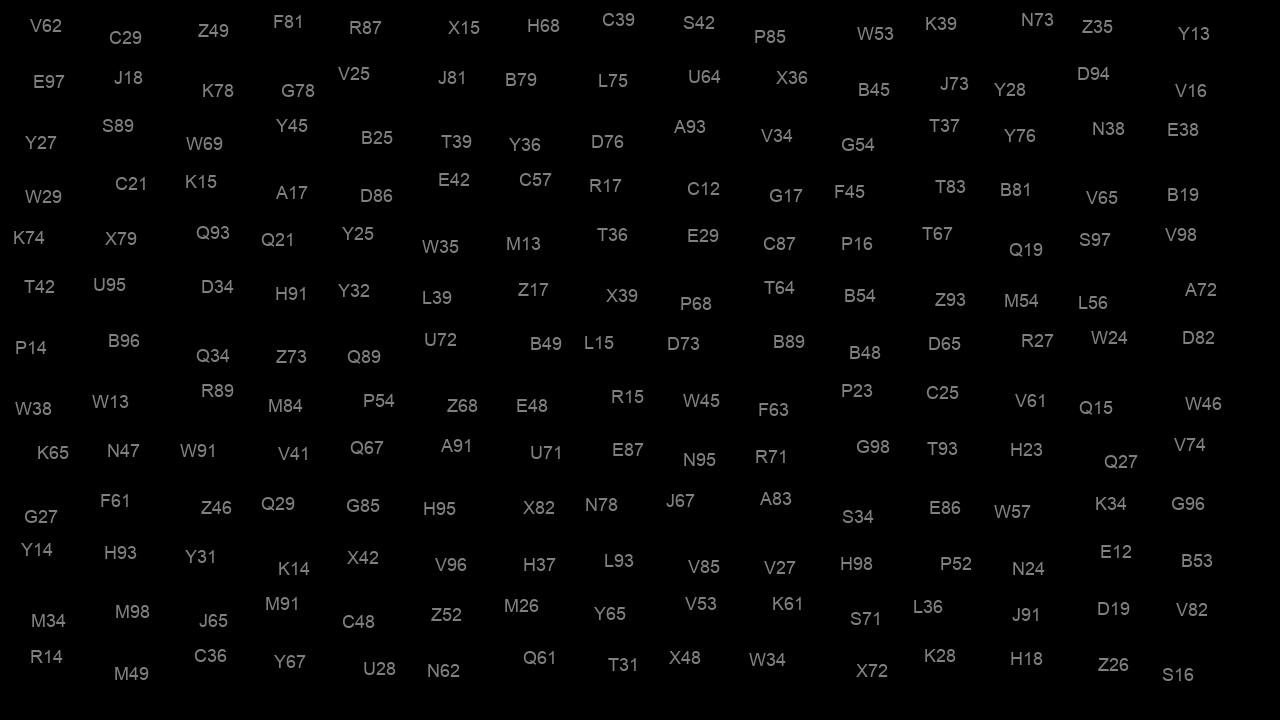 V62 C29 Z49 F81 R87 X15 H68 C39 S42 P85 W53 K39 N73 Z35 Y13
E97 J18 K78 G78 V25 J81 B79 L75 U64 X36 B45 J73 Y28 D94 V16
Y27 S89 W69 Y45 B25 T39 Y36 D76 A93 V34 G54 T37 Y76 N38 E38
W29 C21 K15 A17 D86 E42 C57 R17 C12 G17 F45 T83 B81 V65 B19
K74 X79 Q93 Q21 Y25 W35 M13 T36 E29 C87 P16 T67 Q19 S97 V98
T42 U95 D34 H91 Y32 L39 Z17 X39 P68 T64 B54 Z93 M54 L56 A72
P14 B96 Q34 Z73 Q89 U72 B49 L15 D73 B89 B48 D65 R27 W24 D82
W38 W13 R89 M84 P54 Z68 E48 R15 W45 F63 P23 C25 V61 Q15 W46
K65 N47 W91 V41 Q67 A91 U71 E87 N95 R71 G98 T93 H23 Q27 V74
G27 F61 Z46 Q29 G85 H95 X82 N78 J67 A83 S34 E86 W57 K34 G96
Y14 H93 Y31 K14 X42 V96 H37 L93 V85 V27 H98 P52 N24 E12 B53
M34 M98 J65 M91 C48 Z52 M26 Y65 V53 K61 S71 L36 J91 D19 V82
R14 M49 C36 Y67 U28 N62 Q61 T31 X48 W34 X72 K28 H18 Z26 S16